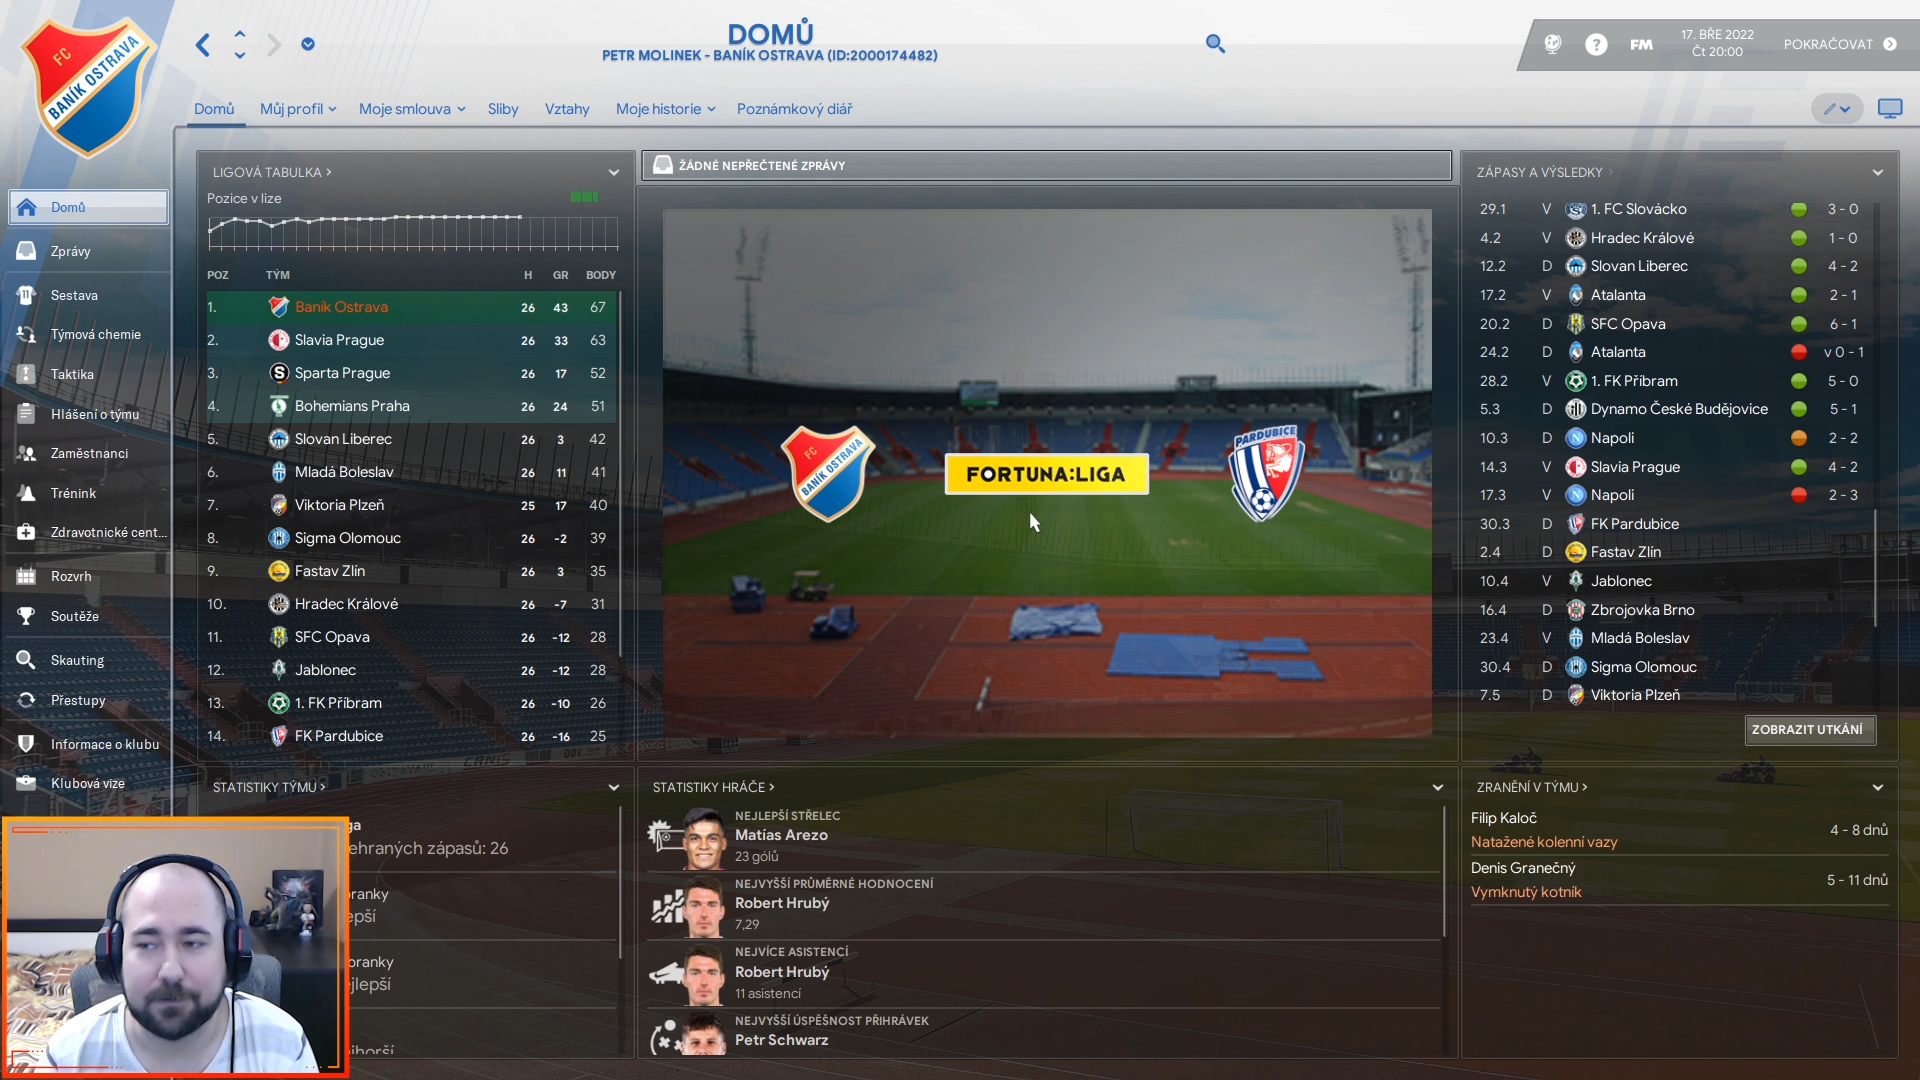 FC
BANÍK OSTRAVA
DOMŮ
PETR MOLINEK - BANÍK OSTRAVA (ID:2000174482)
?
FM
17. BŘE 2022
Čt 20:00
POKRAČOVAT
Domů
Můj profil
Moje smlouva
Sliby
Vztahy
Moje historie
Poznámkový diář
Domů
Zprávy
Sestava
Týmová chemie
Taktika
Hlášení o týmu
Zaměstnanci
Trénink
Zdravotnické cent...
Rozvrh
Soutěže
Skauting
Přestupy
Informace o klubu
Klubová vize
LIGOVÁ TABULKA >
Pozice v lize
POZ TÝM H GR BODY
1. Baník Ostrava 26 43 67
2. Slavia Prague 26 33 63
3. Sparta Prague 26 17 52
4. Bohemians Praha 26 24 51
5. Slovan Liberec 26 3 42
6. Mladá Boleslav 26 11 41
7. Viktoria Plzeň 25 17 40
8. Sigma Olomouc 26 -2 39
9. Fastav Zlín 26 3 35
10. Hradec Králové 26 -7 31
11. SFC Opava 26 -12 28
12. Jablonec 26 -12 28
13. 1. FK Příbram 26 -10 26
14. FK Pardubice 26 -16 25
ŽÁDNÉ NEPŘEČTENÉ ZPRÁVY
FC
BANÍK OSTRAVA
FORTUNA:LIGA
PARDUBICE
ZÁPASY A VÝSLEDKY >
29.1 V 1. FC Slovácko 3 - 0
4.2 V Hradec Králové 1 - 0
12.2 D Slovan Liberec 4 - 2
17.2 V Atalanta 2 - 1
20.2 D SFC Opava 6 - 1
24.2 D Atalanta v 0 - 1
28.2 V 1. FK Příbram 5 - 0
5.3 D Dynamo České Budějovice 5 - 1
10.3 D Napoli 2 - 2
14.3 V Slavia Prague 4 - 2
17.3 V Napoli 2 - 3
30.3 D FK Pardubice
2.4 D Fastav Zlín
10.4 V Jablonec
16.4 D Zbrojovka Brno
23.4 V Mladá Boleslav
30.4 D Sigma Olomouc
7.5 D Viktoria Plzeň
ZOBRAZIT UTKÁNÍ
STATISTIKY TÝMU >
ga
ehraných zápasů: 26
ranky
epší
branky
jlepší
STATISTIKY HRÁČE >
NEJLEPŠÍ STŘELEC
Matías Arezo
23 gólů
NEJVYŠŠÍ PRŮMĚRNÉ HODNOCENÍ
Robert Hrubý
7,29
NEJVÍCE ASISTENCÍ
Robert Hrubý
11 asistencí
NEJVYŠŠÍ ÚSPĚŠNOST PŘIHRÁVEK
Petr Schwarz
ZRANĚNÍ V TÝMU >
Filip Kaloč
Natažené kolenní vazy
4 - 8 dnů
Denis Granečný
Vymknutý kotník
5 - 11 dnů